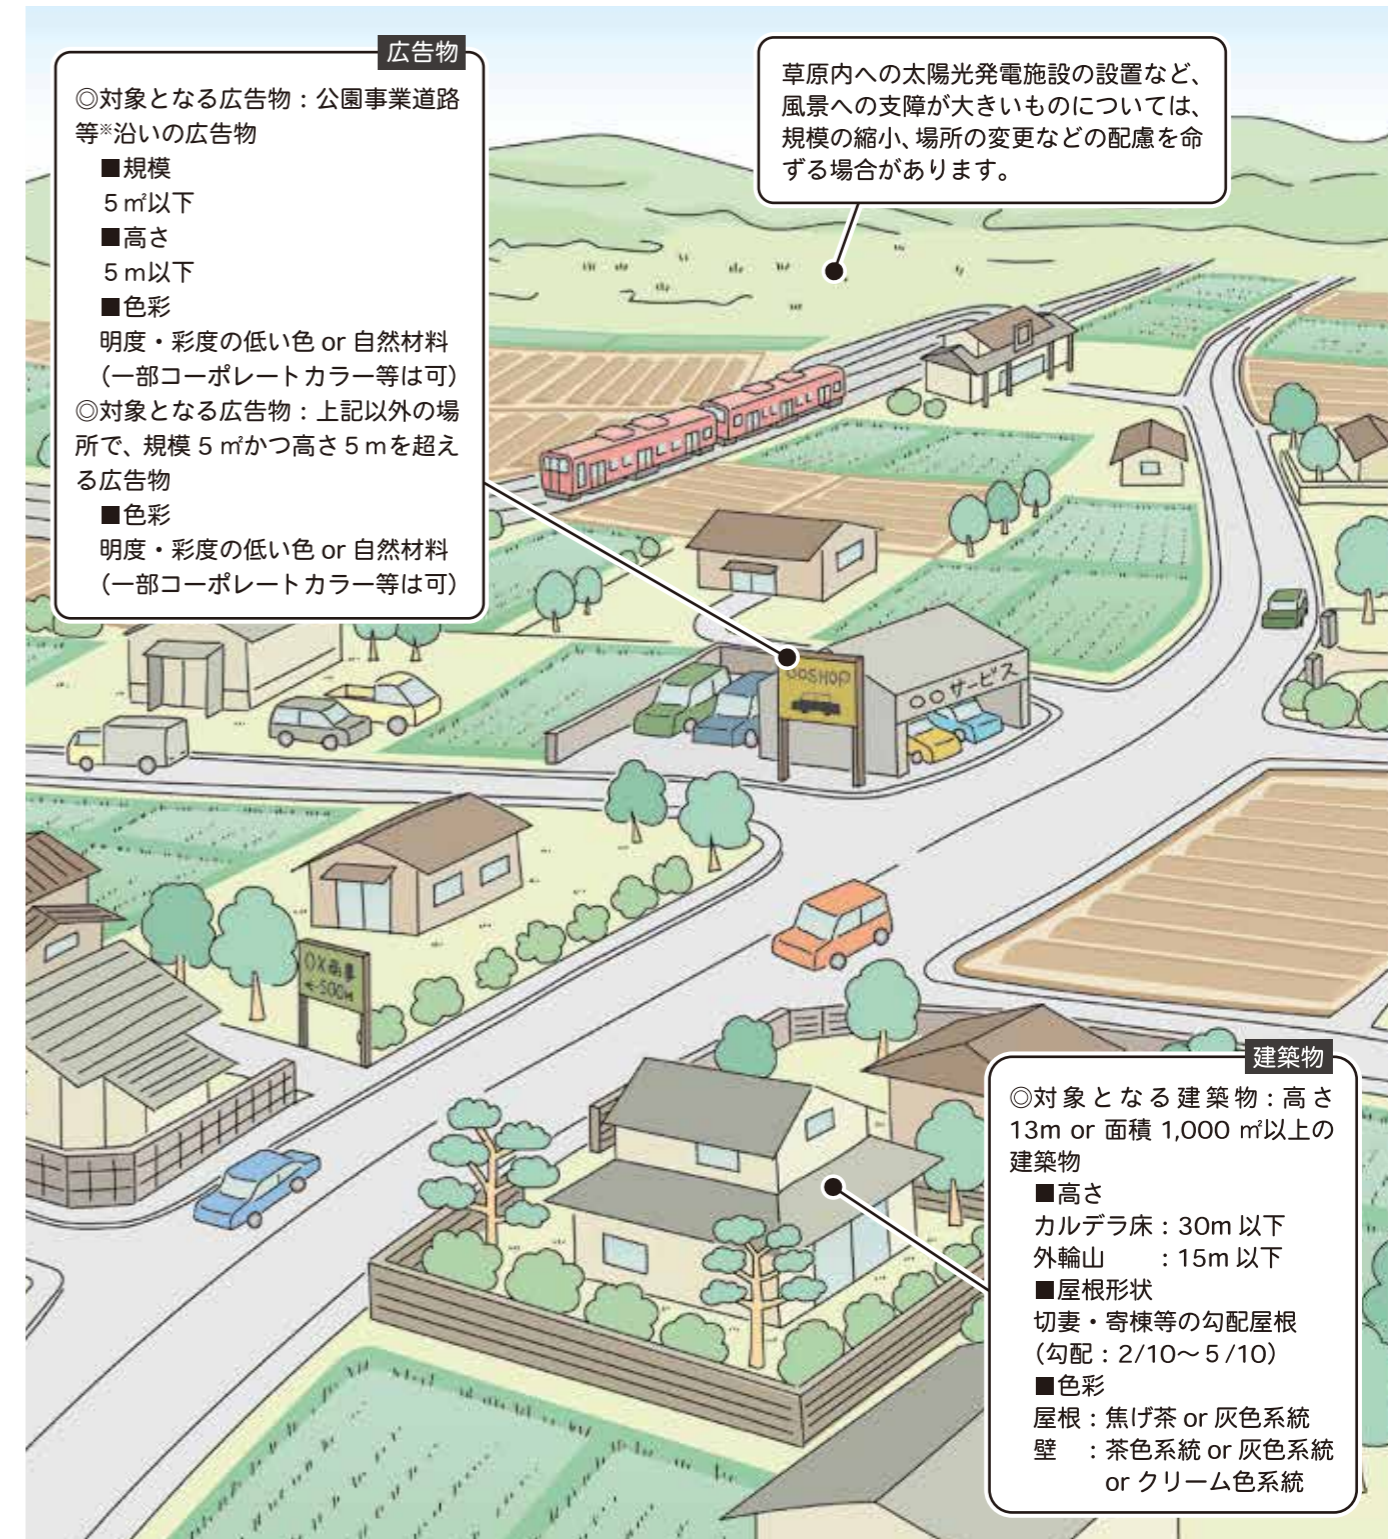 広告物
◎対象となる広告物：公園事業道路
等※沿いの広告物
■規模
5㎡以下
■高さ
5m以下
■色彩
明度・彩度の低い色 or 自然材料
（一部コーポレートカラー等は可）
◎対象となる広告物：上記以外の場
所で、規模5㎡かつ高さ5mを超え
る広告物
■色彩
明度・彩度の低い色 or 自然材料
（一部コーポレートカラー等は可）
草原内への太陽光発電施設の設置など、
風景への支障が大きいものについては、
規模の縮小、場所の変更などの配慮を命
ずる場合があります。
○○SHOP
○○サービス
○×商事
←500M
建築物
◎対象となる建築物：高さ
13m or 面積 1,000 ㎡以上の
建築物
■高さ
カルデラ床：30m 以下
外輪山　　：15m 以下
■屋根形状
切妻・寄棟等の勾配屋根
（勾配：2/10〜5/10）
■色彩
屋根：焦げ茶 or 灰色系統
壁　：茶色系統 or 灰色系統
or クリーム色系統